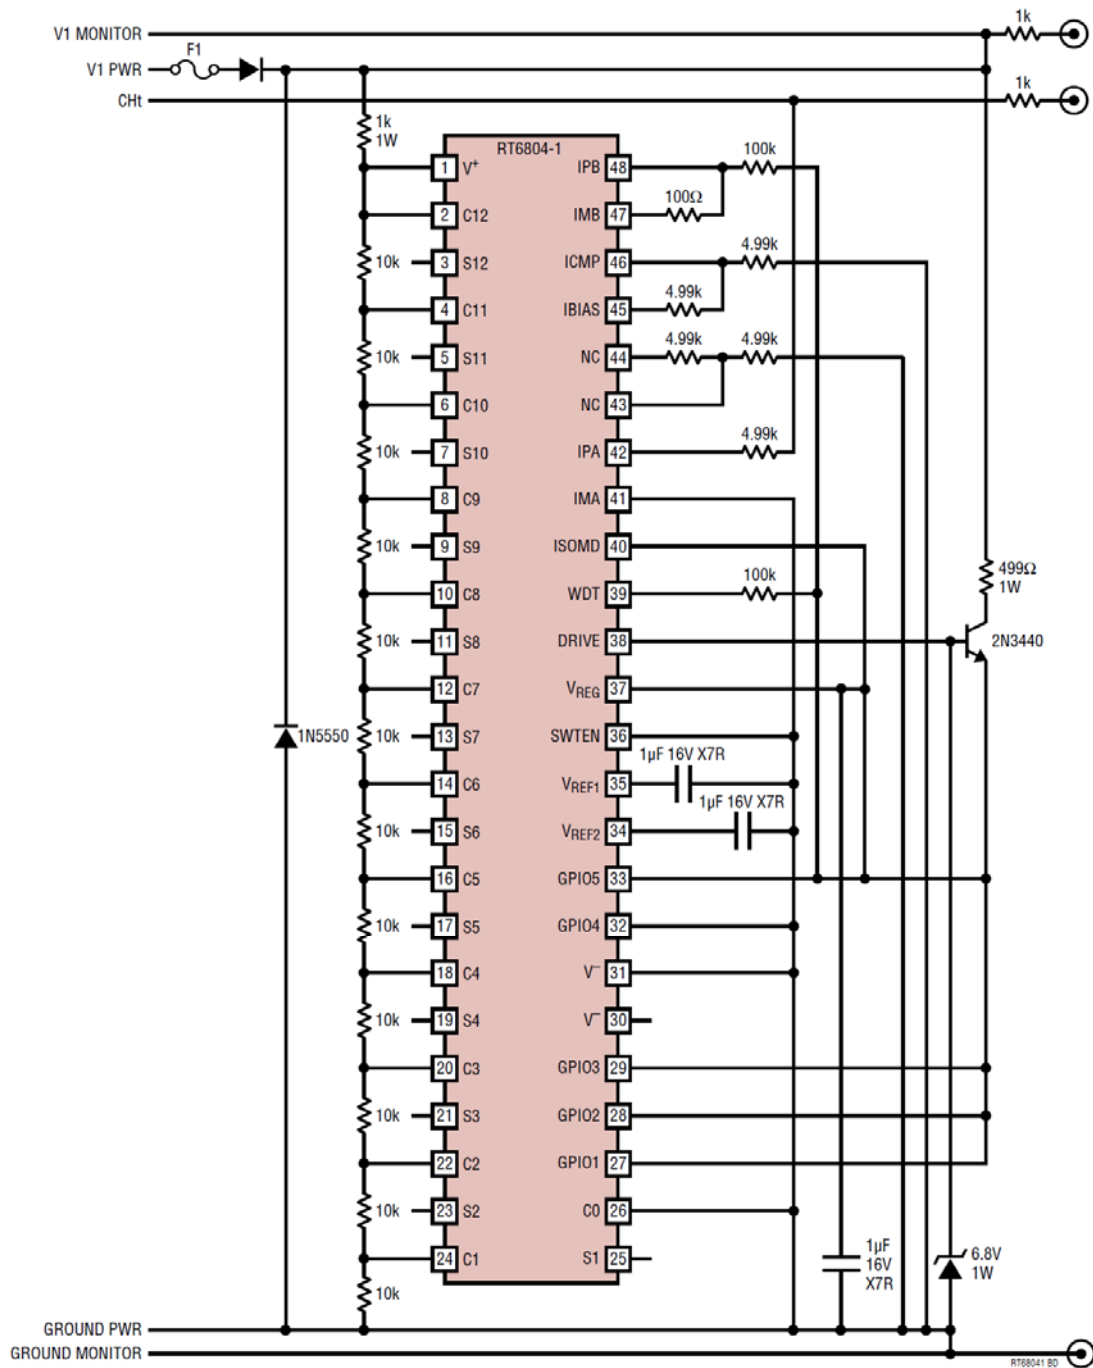 V1 MONITOR
1k
F1
V1 PWR
CHt
1k
1k
1W
RT6804-1
1 V+ IPB 48
100k
2 C12 IMB 47
100Ω
10k 3 S12 ICMP 46
4.99k
4 C11 IBIAS 45
4.99k
10k 5 S11 NC 44
4.99k 4.99k
6 C10 NC 43
10k 7 S10 IPA 42
4.99k
8 C9 IMA 41
10k 9 S9 ISOMD 40
10 C8 WDT 39
100k
499Ω
1W
10k 11 S8 DRIVE 38
2N3440
12 C7 VREG 37
1N5550
10k 13 S7 SWTEN 36
14 C6 VREF1 35
1µF 16V X7R
10k 15 S6 VREF2 34
1µF 16V X7R
16 C5 GPIO5 33
10k 17 S5 GPIO4 32
18 C4 V– 31
10k 19 S4 V– 30
20 C3 GPIO3 29
10k 21 S3 GPIO2 28
22 C2 GPIO1 27
10k 23 S2 C0 26
24 C1 S1 25
1µF
16V
X7R
6.8V
1W
10k
GROUND PWR
GROUND MONITOR
RT68041 BD